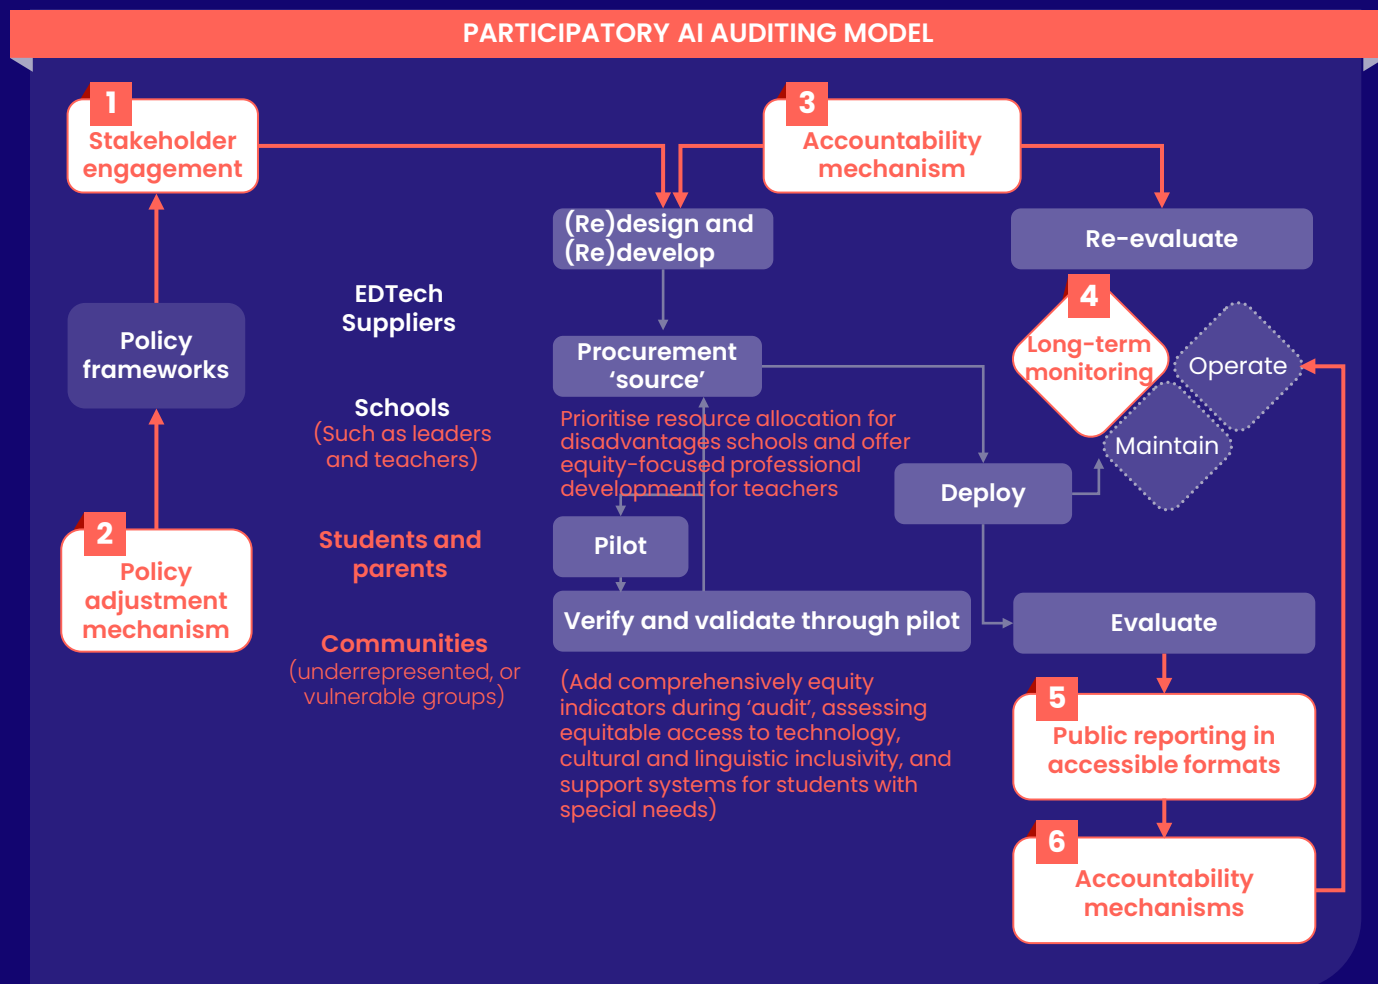 PARTICIPATORY AI AUDITING MODEL
1
Stakeholder
engagement
Policy
frameworks
2
Policy
adjustment
mechanism
EDTech
Suppliers
Schools
(Such as leaders
and teachers)
Students and
parents
Communities
(underrepresented, or
vulnerable groups)
3
Accountability
mechanism
(Re)design and
(Re)develop
Procurement
‘source’
Prioritise resource allocation for
disadvantages schools and offer
equity-focused professional
development for teachers
Pilot
Verify and validate through pilot
(Add comprehensively equity
indicators during ‘audit’, assessing
equitable access to technology,
cultural and linguistic inclusivity, and
support systems for students with
special needs)
Deploy
Re-evaluate
4
Long-term
monitoring
Operate
Maintain
Evaluate
5
Public reporting in
accessible formats
6
Accountability
mechanisms